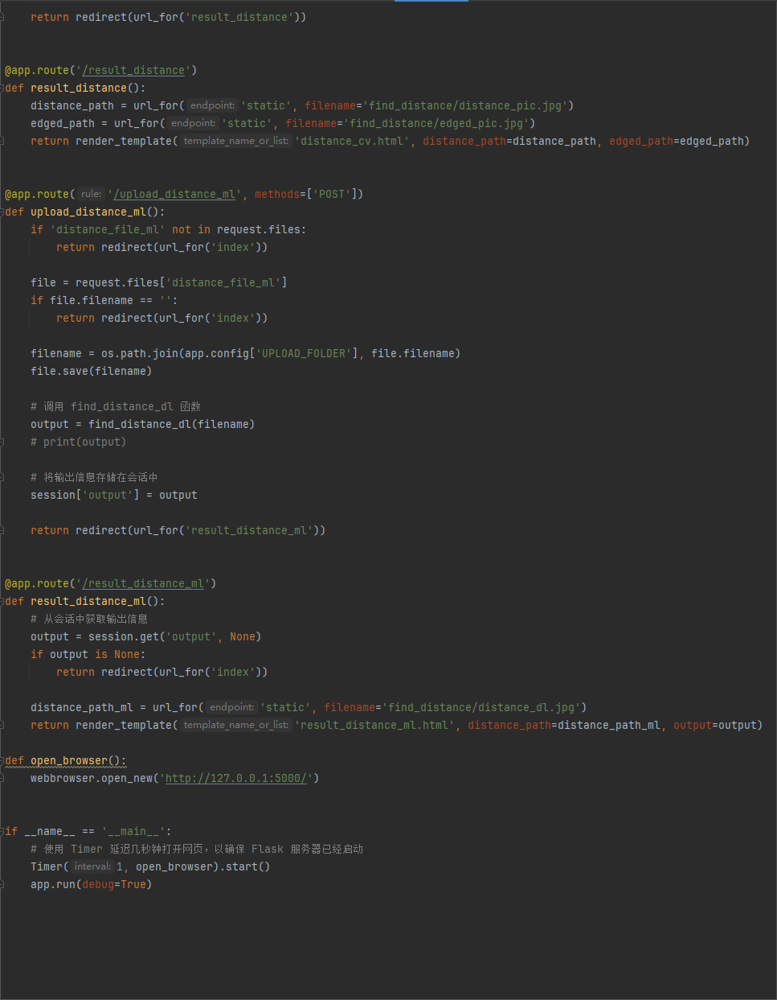 return redirect(url_for('result_distance'))
@app.route('/result_distance')
def result_distance():
distance_path = url_for(endpoint: 'static', filename='find_distance/distance_pic.jpg')
edged_path = url_for(endpoint: 'static', filename='find_distance/edged_pic.jpg')
return render_template(template_name_or_list: 'distance_cv.html', distance_path=distance_path, edged_path=edged_path)
@app.route(rule: '/upload_distance_ml', methods=['POST'])
def upload_distance_ml():
if 'distance_file_ml' not in request.files:
return redirect(url_for('index'))
file = request.files['distance_file_ml']
if file.filename == '':
return redirect(url_for('index'))
filename = os.path.join(app.config['UPLOAD_FOLDER'], file.filename)
file.save(filename)
# 调用 find_distance_dl 函数
output = find_distance_dl(filename)
# print(output)
# 将输出信息存储在会话中
session['output'] = output
return redirect(url_for('result_distance_ml'))
@app.route('/result_distance_ml')
def result_distance_ml():
# 从会话中获取输出信息
output = session.get('output', None)
if output is None:
return redirect(url_for('index'))
distance_path_ml = url_for(endpoint: 'static', filename='find_distance/distance_dl.jpg')
return render_template(template_name_or_list: 'result_distance_ml.html', distance_path=distance_path_ml, output=output)
def open_browser():
webbrowser.open_new('http://127.0.0.1:5000/')
if __name__ == '__main__':
# 使用 Timer 延迟几秒钟打开网页，以确保 Flask 服务器已经启动
Timer(interval: 1, open_browser).start()
app.run(debug=True)